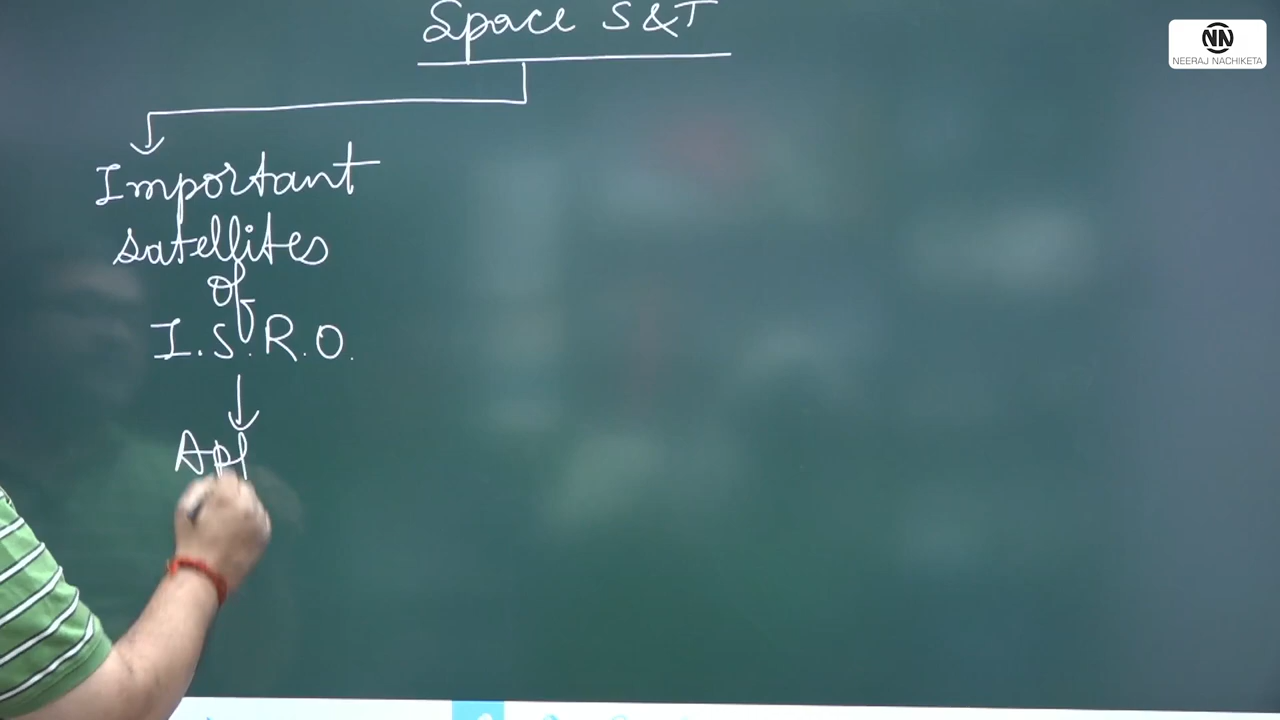 Space S&T
NN
NEERAJ NACHIKETA
Important
satellites
of
I.S.R.O.